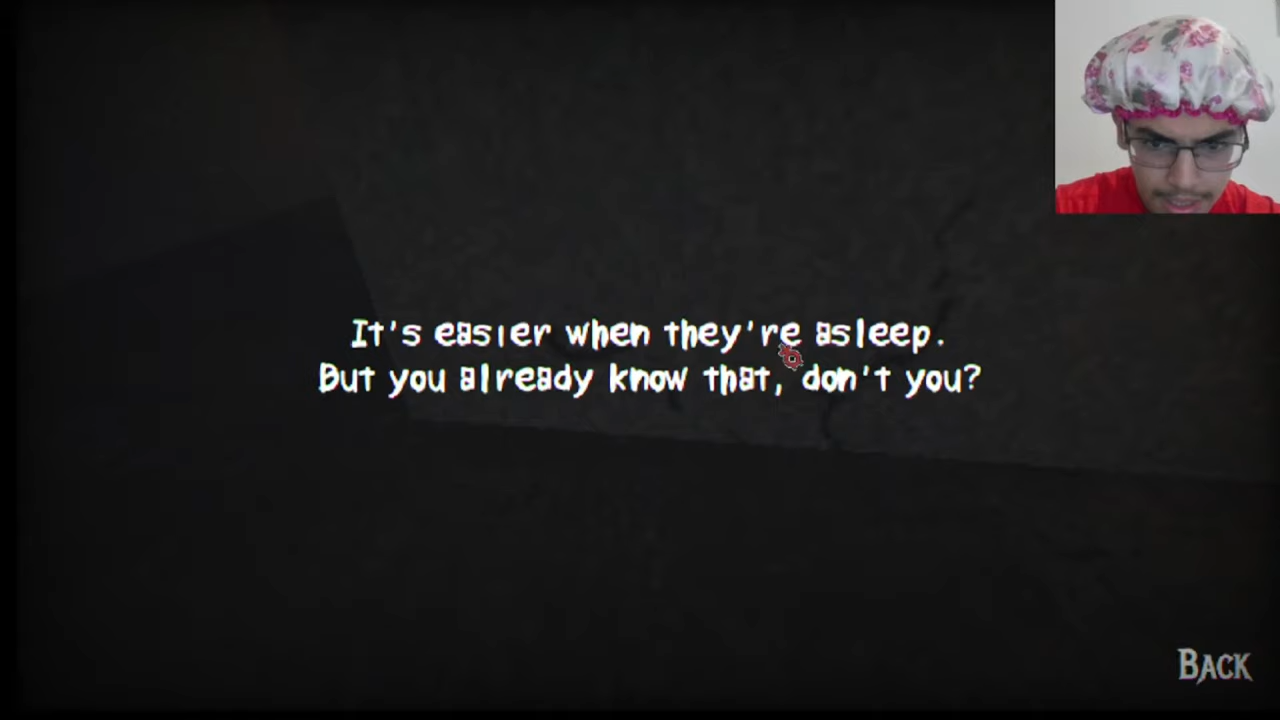 It's easier when they're asleep.
But you already know that, don't you?
BACK